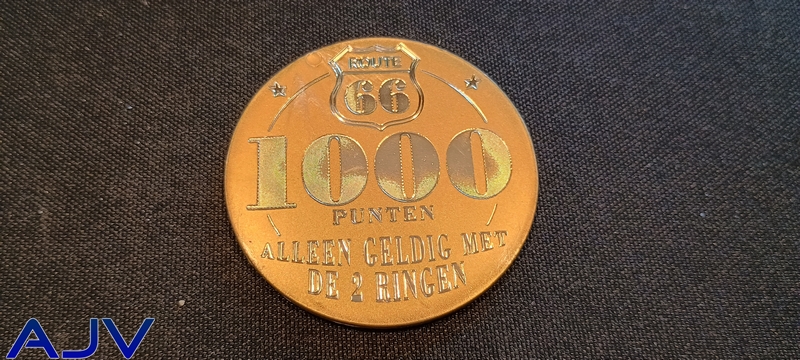 ROUTE
66
1000
PUNTEN
ALLEEN GELDIG MET
DE 2 RINGEN
AJV